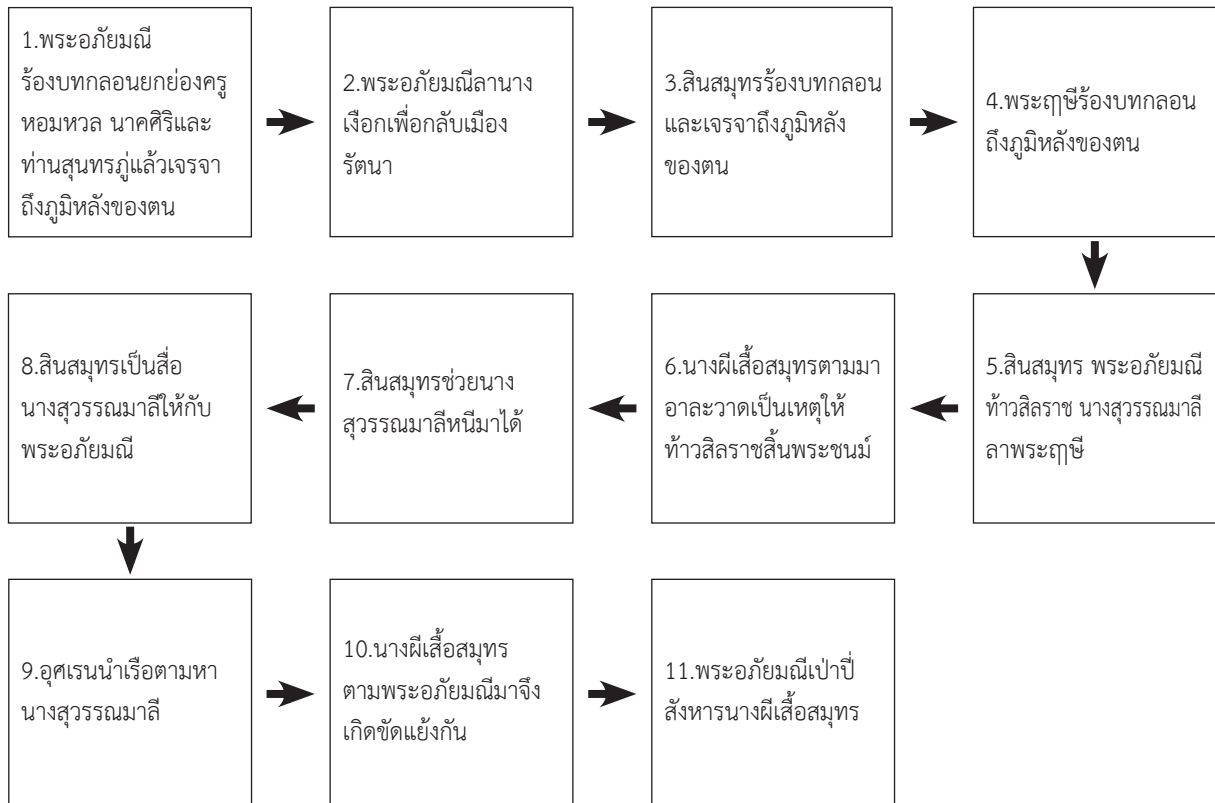 1.พระอภัยมณี
ร้องบทกลอนยกย่องครู
หอมหวล นาคศิริและ
ท่านสุนทรภู่แล้วเจรจา
ถึงภูมิหลังของตน
2.พระอภัยมณีลานาง
เงือกเพื่อกลับเมือง
รัตนา
3.สินสมุทรร้องบทกลอน
และเจรจาถึงภูมิหลัง
ของตน
4.พระฤๅษีร้องบทกลอน
ถึงภูมิหลังของตน
5.สินสมุทร พระอภัยมณี
ท้าวสิลราช นางสุวรรณมาลี
ลาพระฤๅษี
6.นางผีเสื้อสมุทรตามมา
อาละวาดเป็นเหตุให้
ท้าวสิลราชสิ้นพระชนม์
7.สินสมุทรช่วยนาง
สุวรรณมาลีหนีมาได้
8.สินสมุทรเป็นสื่อ
นางสุวรรณมาลีให้กับ
พระอภัยมณี
9.อุศเรนนำเรือตามหา
นางสุวรรณมาลี
10.นางผีเสื้อสมุทร
ตามพระอภัยมณีมาจึง
เกิดขัดแย้งกัน
11.พระอภัยมณีเป่าปี่
สังหารนางผีเสื้อสมุทร